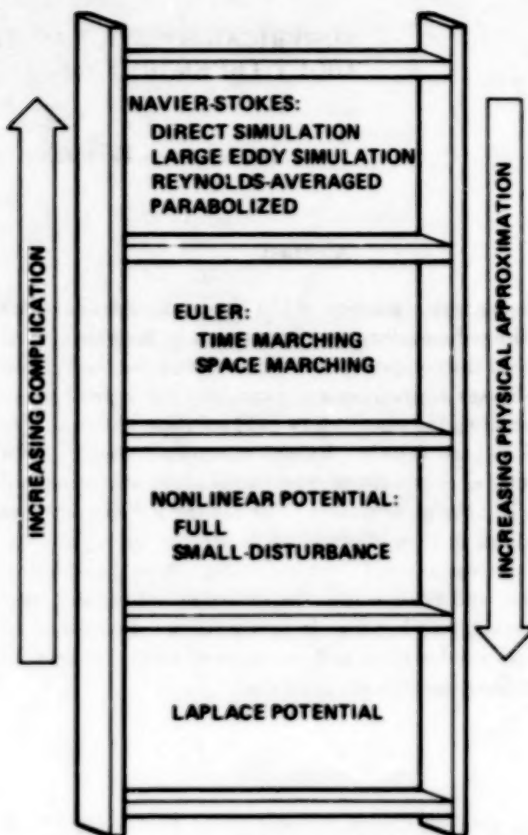 INCREASING COMPLICATION
NAVIER-STOKES:
DIRECT SIMULATION
LARGE EDDY SIMULATION
REYNOLDS-AVERAGED
PARABOLIZED
EULER:
TIME MARCHING
SPACE MARCHING
NONLINEAR POTENTIAL:
FULL
SMALL-DISTURBANCE
LAPLACE POTENTIAL
INCREASING PHYSICAL APPROXIMATION